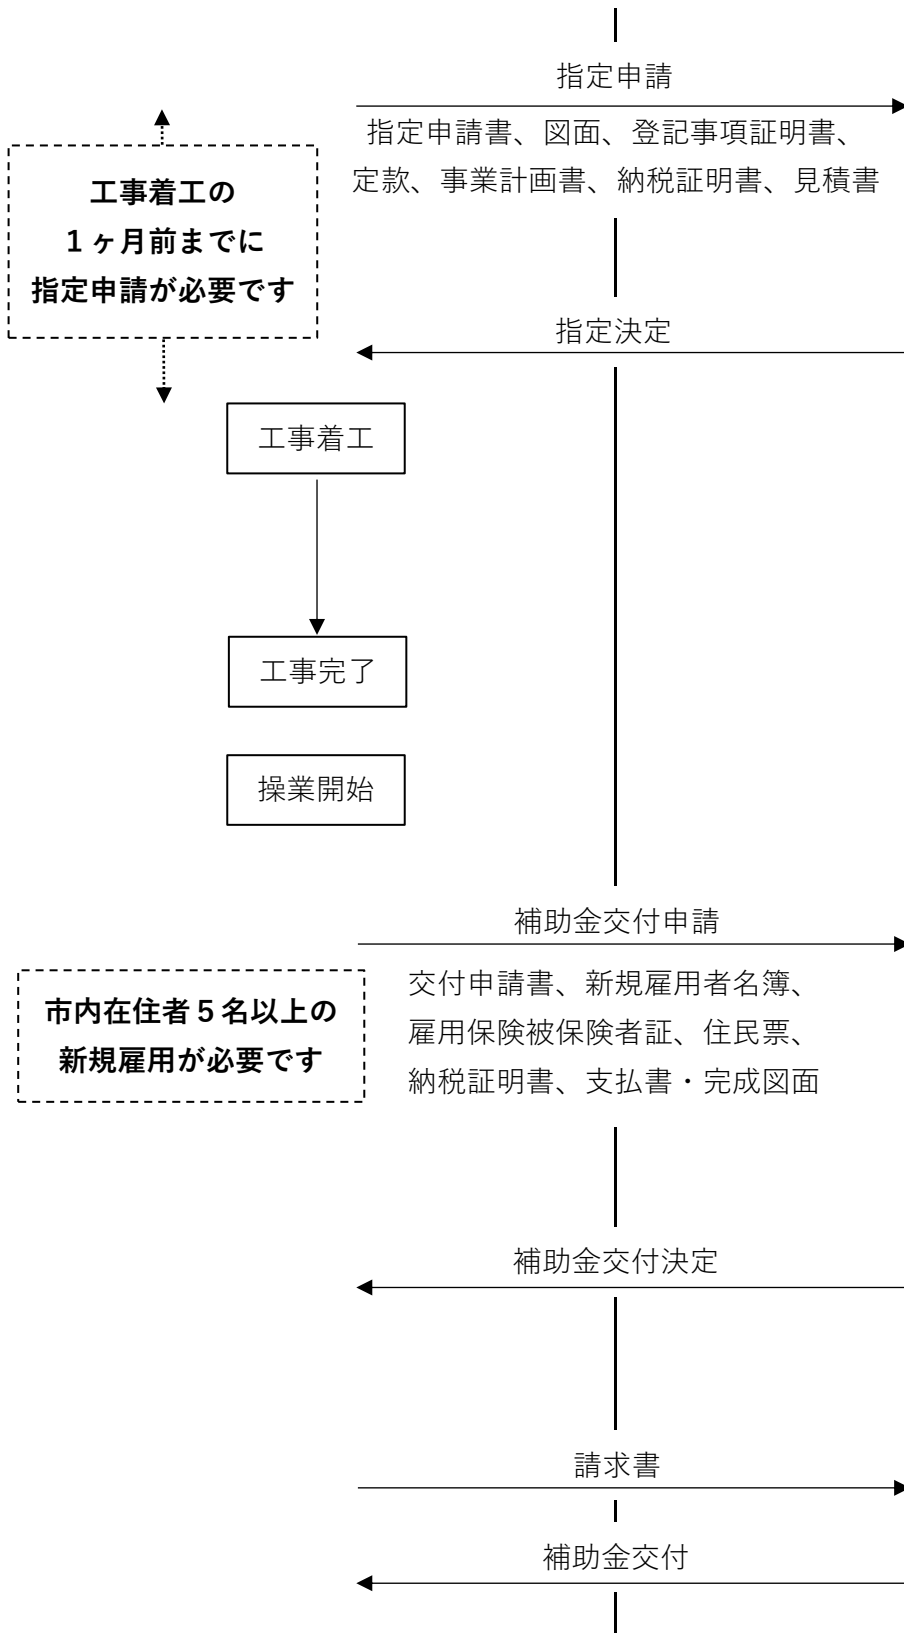 指定申請
指定申請書、図面、登記事項証明書、
定款、事業計画書、納税証明書、見積書
工事着工の
１ヶ月前までに
指定申請が必要です
指定決定
工事着工
工事完了
操業開始
補助金交付申請
交付申請書、新規雇用者名簿、
雇用保険被保険者証、住民票、
納税証明書、支払書・完成図面
市内在住者５名以上の
新規雇用が必要です
補助金交付決定
請求書
補助金交付